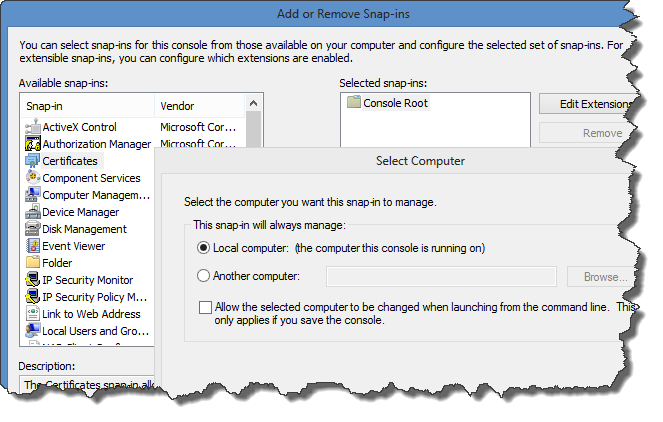 Add or Remove Snap-ins
You can select snap-ins for this console from those available on your computer and configure the selected set of snap-ins. For
extensible snap-ins, you can configure which extensions are enabled.
Available snap-ins:
Selected snap-ins:
Snap-in Vendor
Console Root
Edit Extensions
ActiveX Control Microsoft Cor...
Authorization Manager Microsoft Cor...
Remove
Certificates
Component Services
Computer Managem...
Device Manager
Disk Management
Event Viewer
Folder
IP Security Monitor
IP Security Policy M...
Link to Web Address
Local Users and Gro...
Description:
The Certificates snap-in
Select Computer
Select the computer you want this snap-in to manage.
This snap-in will always manage:
Local computer: (the computer this console is running on)
Another computer:
Browse...
Allow the selected computer to be changed when launching from the command line. This
only applies if you save the console.